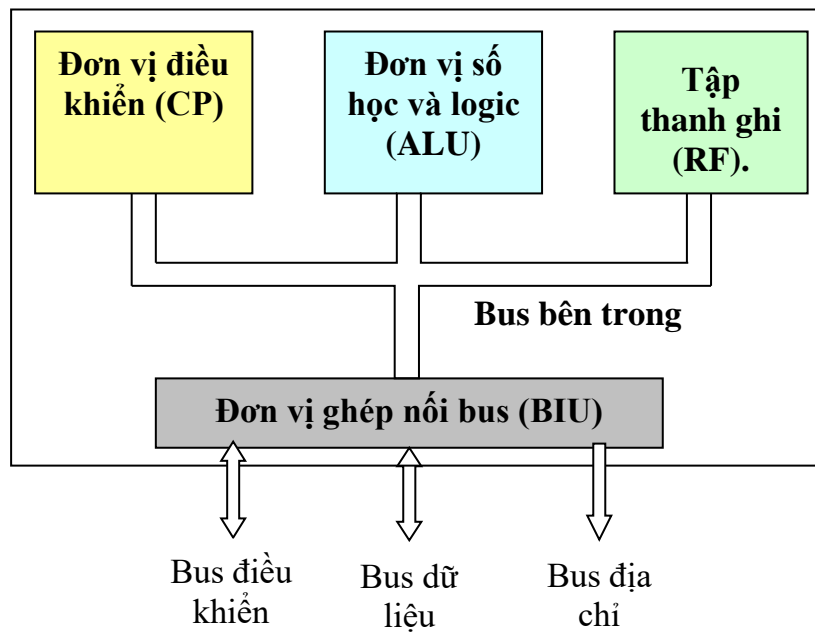 Đơn vị điều
khiển (CP)
Đơn vị số
học và logic
(ALU)
Tập
thanh ghi
(RF).
Bus bên trong
Đơn vị ghép nối bus (BIU)
Bus điều
khiển
Bus dữ
liệu
Bus địa
chỉ